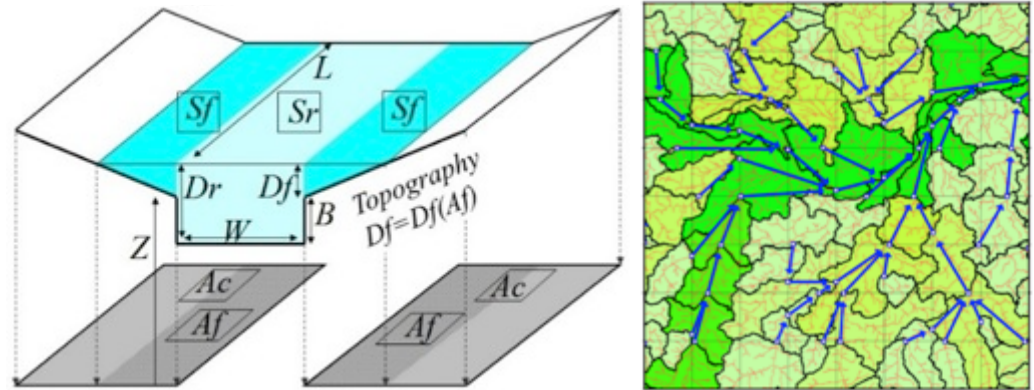 L
Sf
Sr
Sf
Dr
Df
B
W
Z
Topography
Df=Df(Af)
Ac
Af
Ac
Af